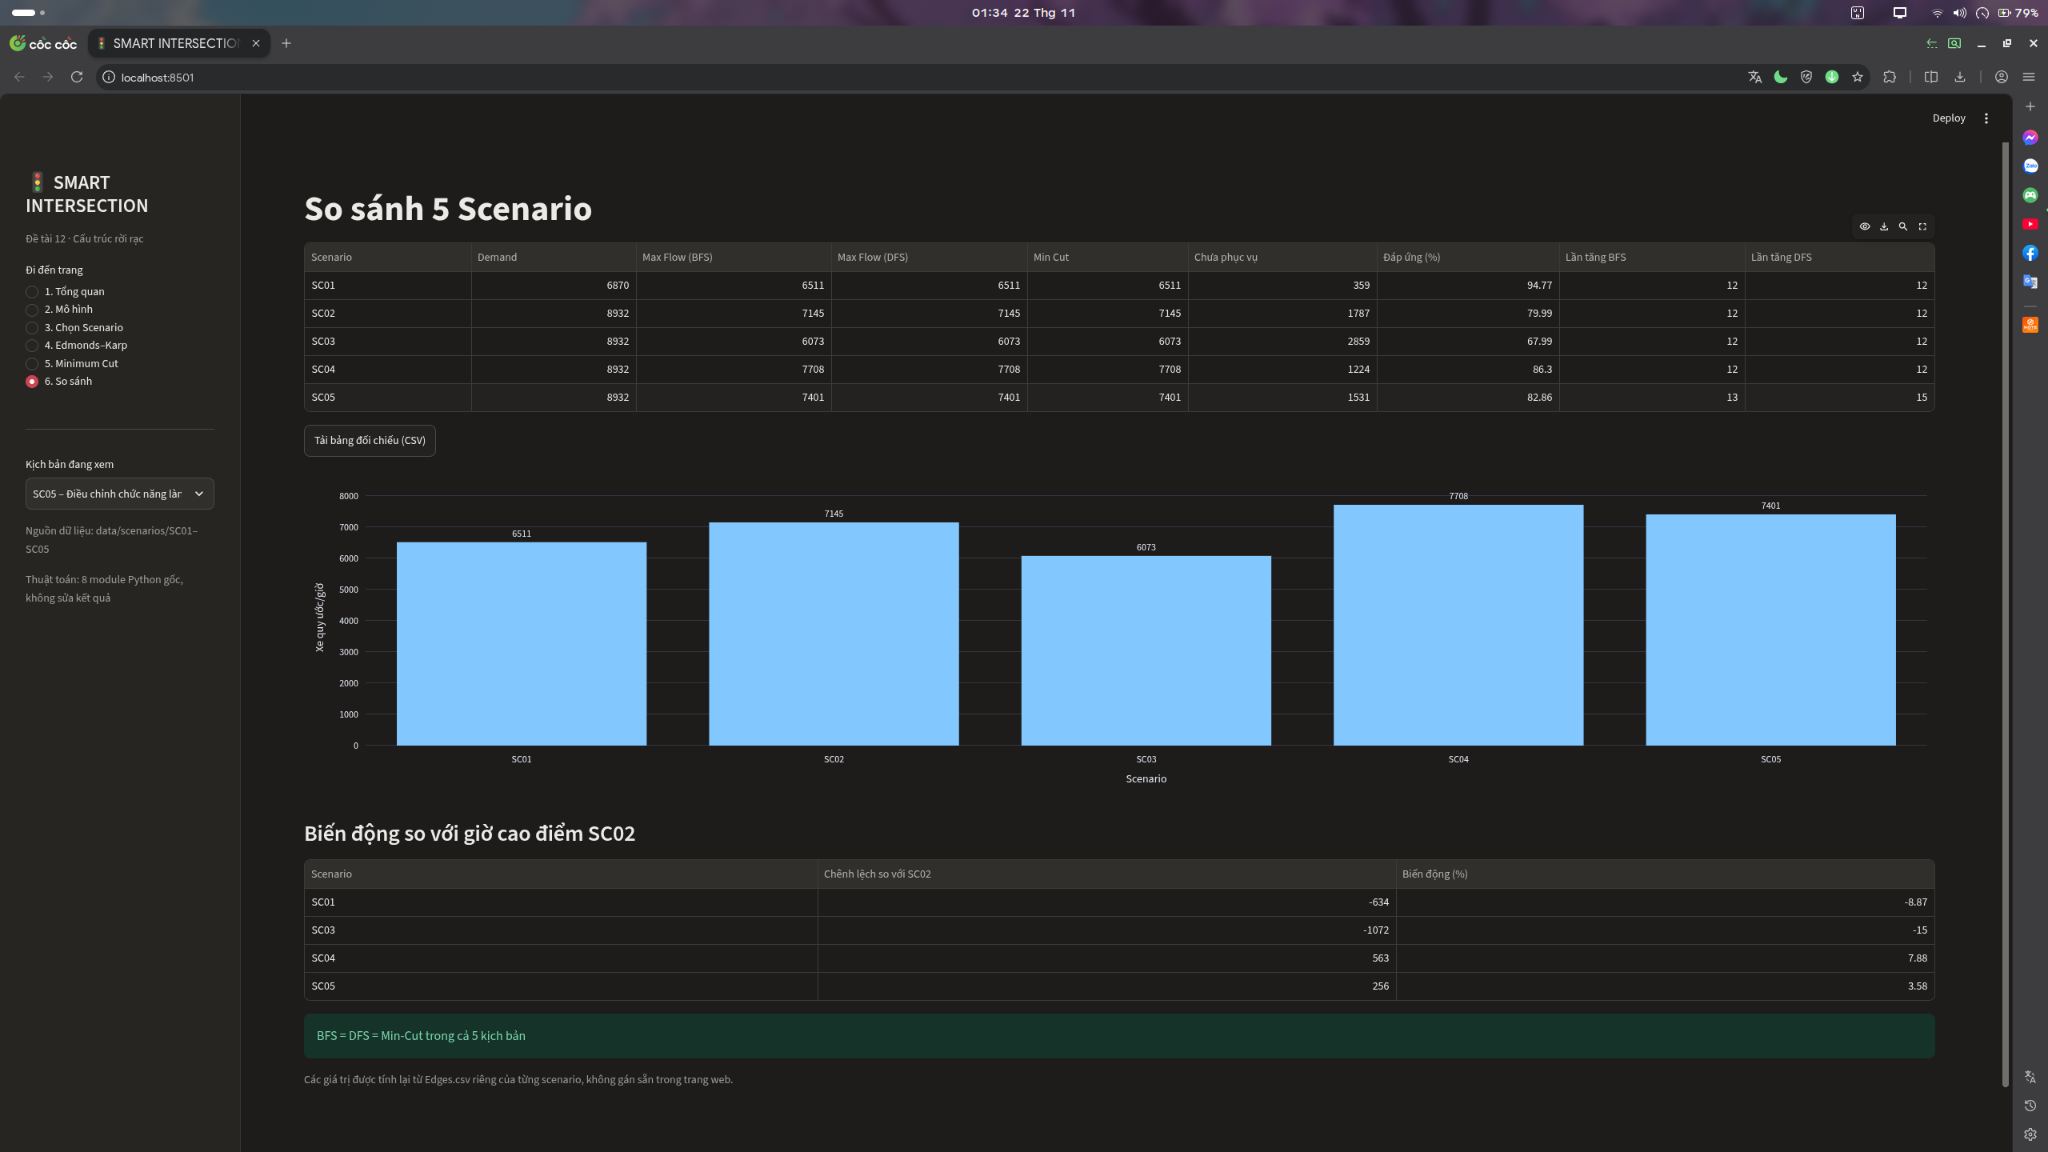 01:34 22 Thg 11
79%
cốc cốc
SMART INTERSECTIO
localhost:8501
Deploy
SMART
INTERSECTION
Đề tài 12 · Cấu trúc rời rạc
Đi đến trang
1. Tổng quan
2. Mô hình
3. Chọn Scenario
4. Edmonds–Karp
5. Minimum Cut
6. So sánh
Kịch bản đang xem
SC05 – Điều chỉnh chức năng làn
Nguồn dữ liệu: data/scenarios/SC01–
SC05
Thuật toán: 8 module Python gốc,
không sửa kết quả
So sánh 5 Scenario
Scenario Demand Max Flow (BFS) Max Flow (DFS) Min Cut Chưa phục vụ Đáp ứng (%) Lần tăng BFS Lần tăng DFS
SC01 6870 6511 6511 6511 359 94.77 12 12
SC02 8932 7145 7145 7145 1787 79.99 12 12
SC03 8932 6073 6073 6073 2859 67.99 12 12
SC04 8932 7708 7708 7708 1224 86.3 12 12
SC05 8932 7401 7401 7401 1531 82.86 13 15
Tải bảng đối chiếu (CSV)
8000
7000
6000
5000
4000
3000
2000
1000
0
Xe quy ước/giờ
6511
7145
6073
7708
7401
SC01 SC02 SC03 SC04 SC05
Scenario
Biến động so với giờ cao điểm SC02
Scenario Chênh lệch so với SC02 Biến động (%)
SC01 -634 -8.87
SC03 -1072 -15
SC04 563 7.88
SC05 256 3.58
BFS = DFS = Min-Cut trong cả 5 kịch bản
Các giá trị được tính lại từ Edges.csv riêng của từng scenario, không gán sẵn trong trang web.